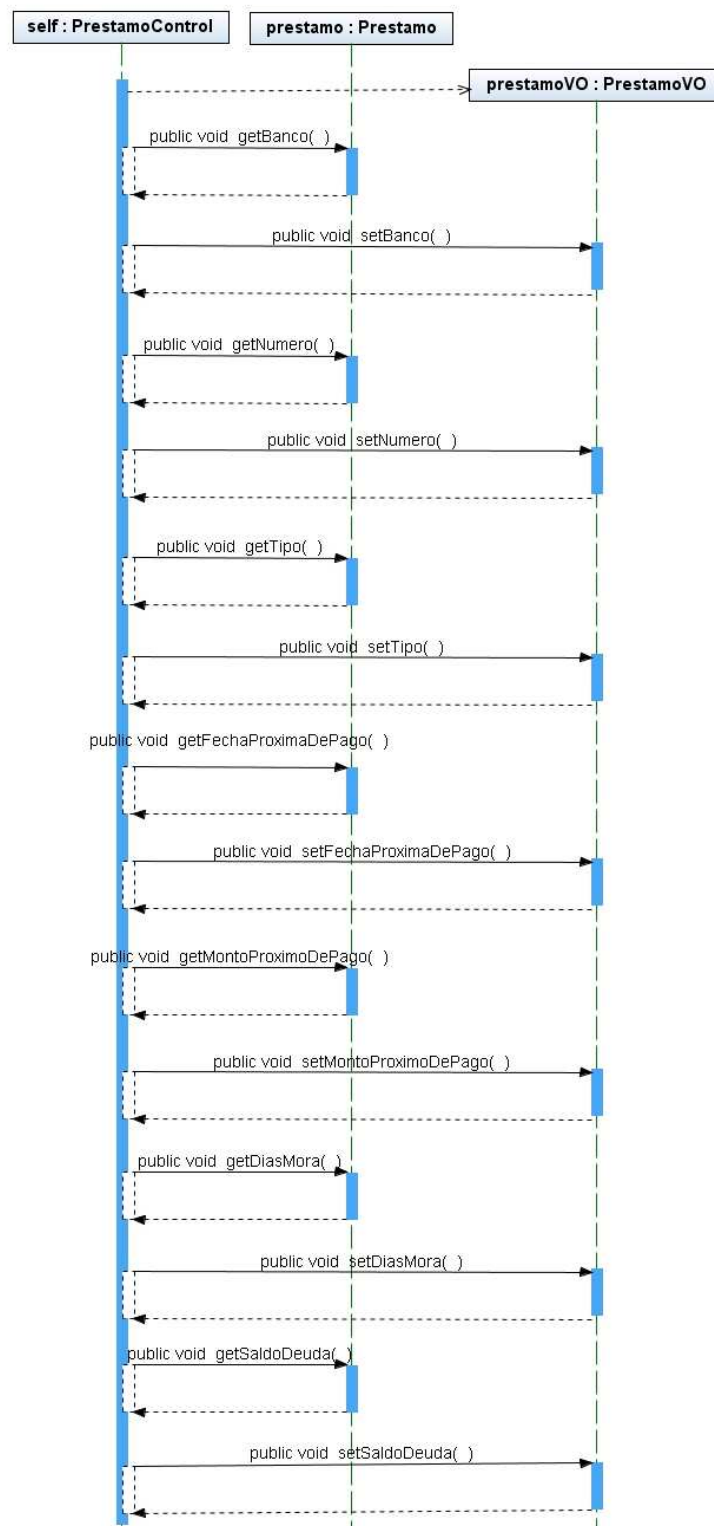 self : PrestamoControl
prestamo : Prestamo
prestamoVO : PrestamoVO
public void getBanco( )
public void setBanco( )
public void getNumero( )
public void setNumero( )
public void getTipo( )
public void setTipo( )
public void getFechaProximaDePago( )
public void setFechaProximaDePago( )
public void getMontoProximoDePago( )
public void setMontoProximoDePago( )
public void getDiasMora( )
public void setDiasMora( )
public void getSaldoDeuda( )
public void setSaldoDeuda( )